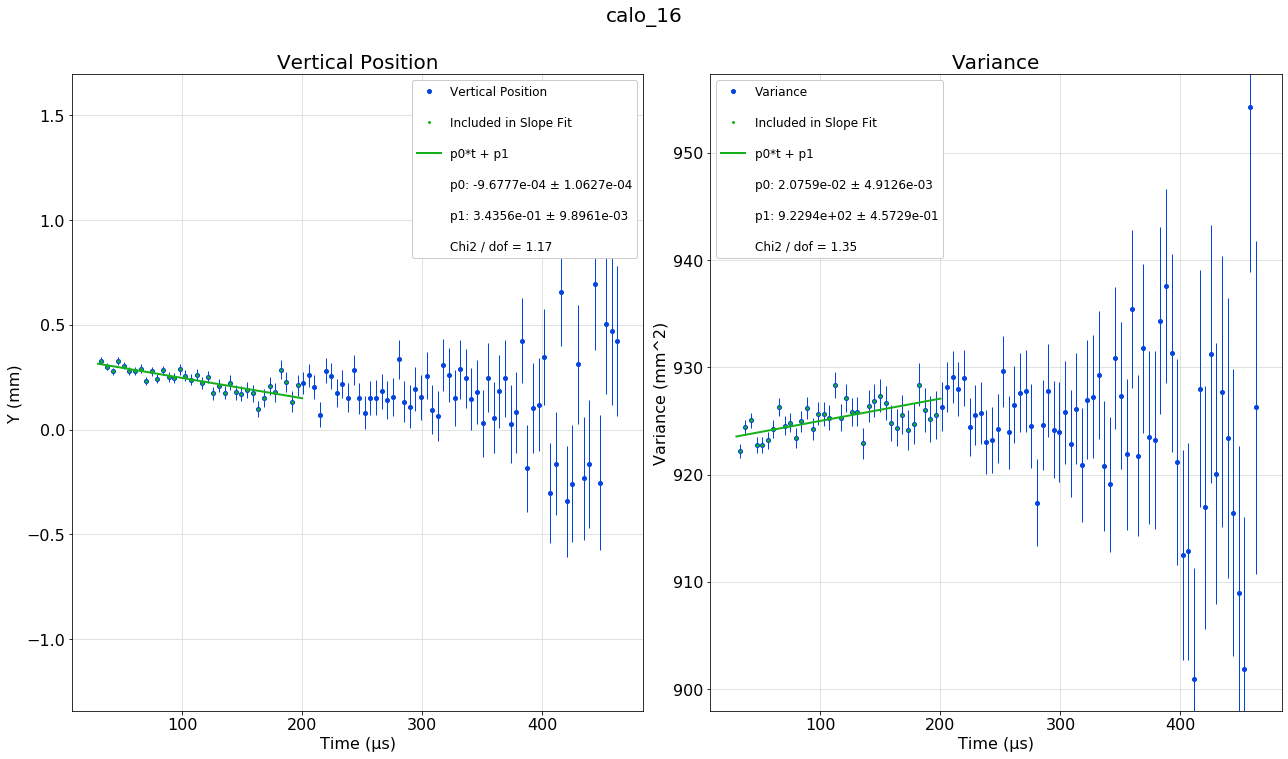 calo_16
Vertical Position
Variance
Vertical Position
Included in Slope Fit
p0*t + p1
p0: -9.6777e-04 ± 1.0627e-04
p1: 3.4356e-01 ± 9.8961e-03
Chi2 / dof = 1.17
1.5
1.0
0.5
0.0
−0.5
−1.0
Y (mm)
100
200
300
400
Time (μs)
Variance
Included in Slope Fit
p0*t + p1
p0: 2.0759e-02 ± 4.9126e-03
p1: 9.2294e+02 ± 4.5729e-01
Chi2 / dof = 1.35
950
940
930
920
910
900
Variance (mm^2)
100
200
300
400
Time (μs)